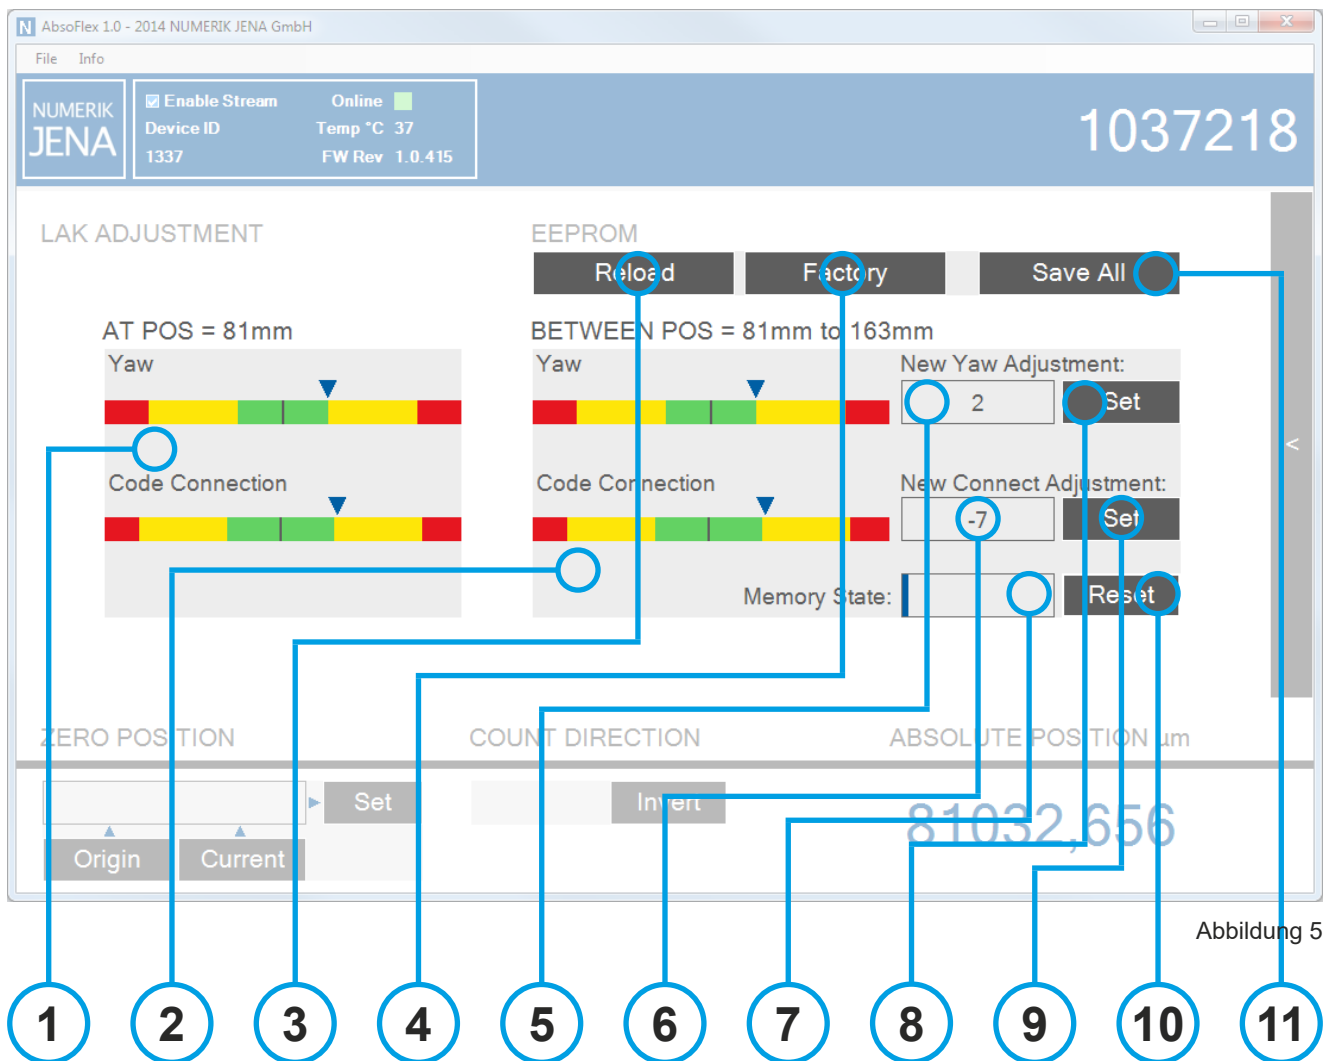 AbsoFlex 1.0 - 2014 NUMERIK JENA GmbH
File Info
NUMERIK
JENA
Enable Stream Online
Device ID Temp °C 37
1337 FW Rev 1.0.415
1037218
LAK ADJUSTMENT
EEPROM
Reload Factory Save All
AT POS = 81mm
BETWEEN POS = 81mm to 163mm
Yaw
Yaw
New Yaw Adjustment:
2 Set
<
Code Connection
Code Connection
New Connect Adjustment:
-7 Set
Memory State: Reset
ZERO POSITION
COUNT DIRECTION
ABSOLUTE POSITION µm
Set
Invert
81032,656
Origin Current
Abbildung 5
1 2 3 4 5 6 7 8 9 10 11